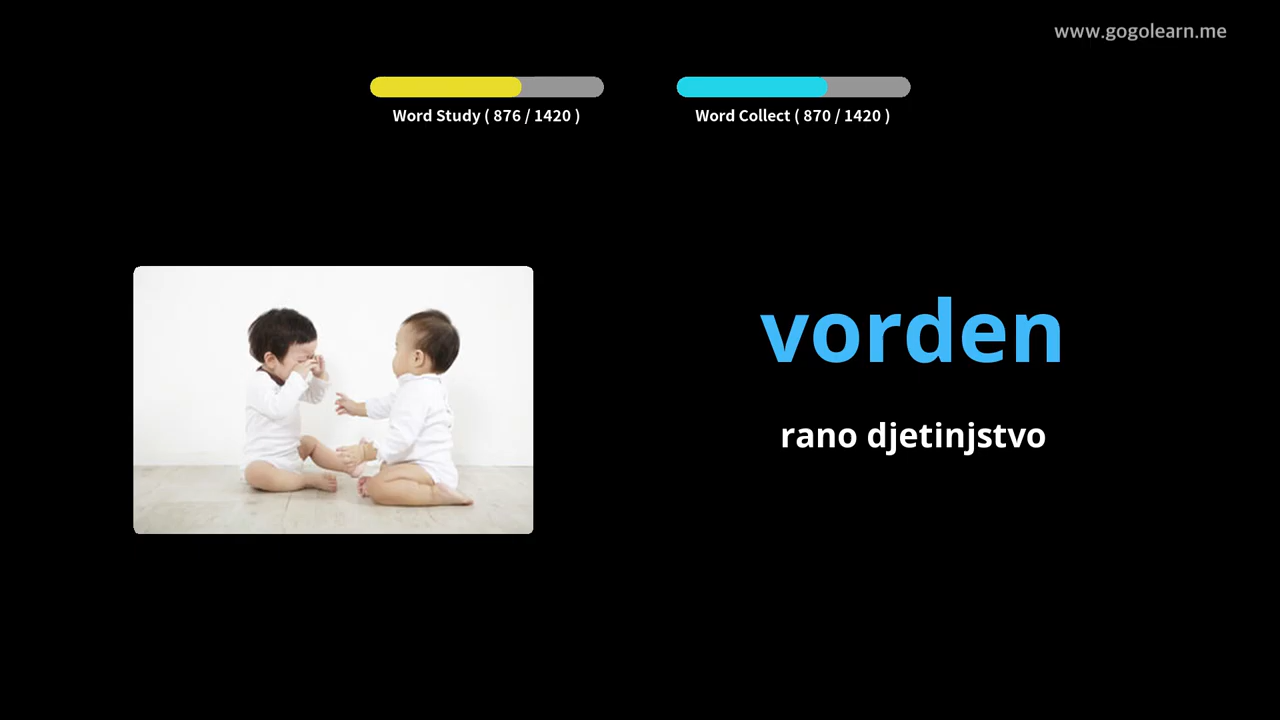 www.gogolearn.me
Word Study ( 876 / 1420 )
Word Collect ( 870 / 1420 )
vorden
rano djetinjstvo